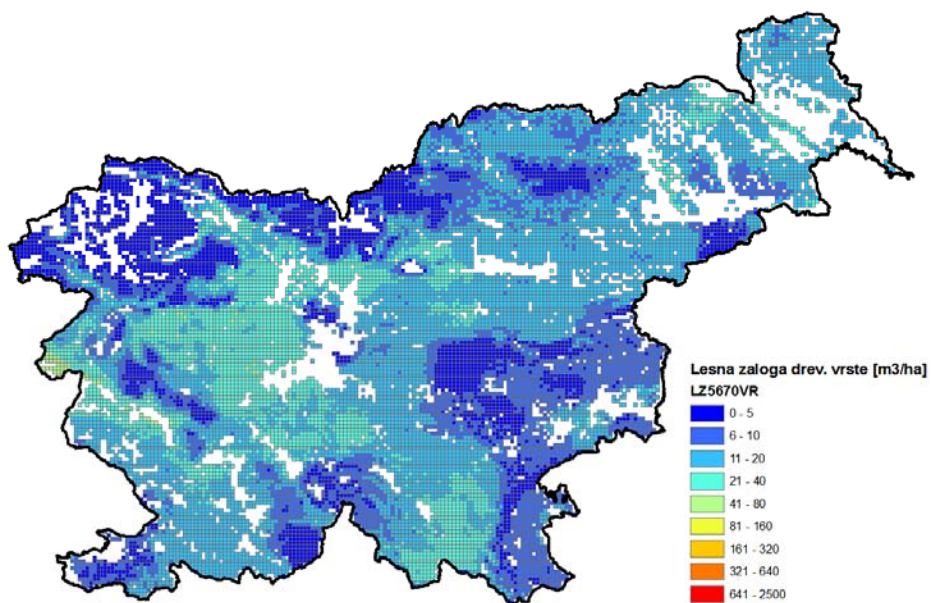 Lesna zaloga drev. vrste [m3/ha]
LZ5670VR
0 - 5
6 - 10
11 - 20
21 - 40
41 - 80
81 - 160
161 - 320
321 - 640
641 - 2500